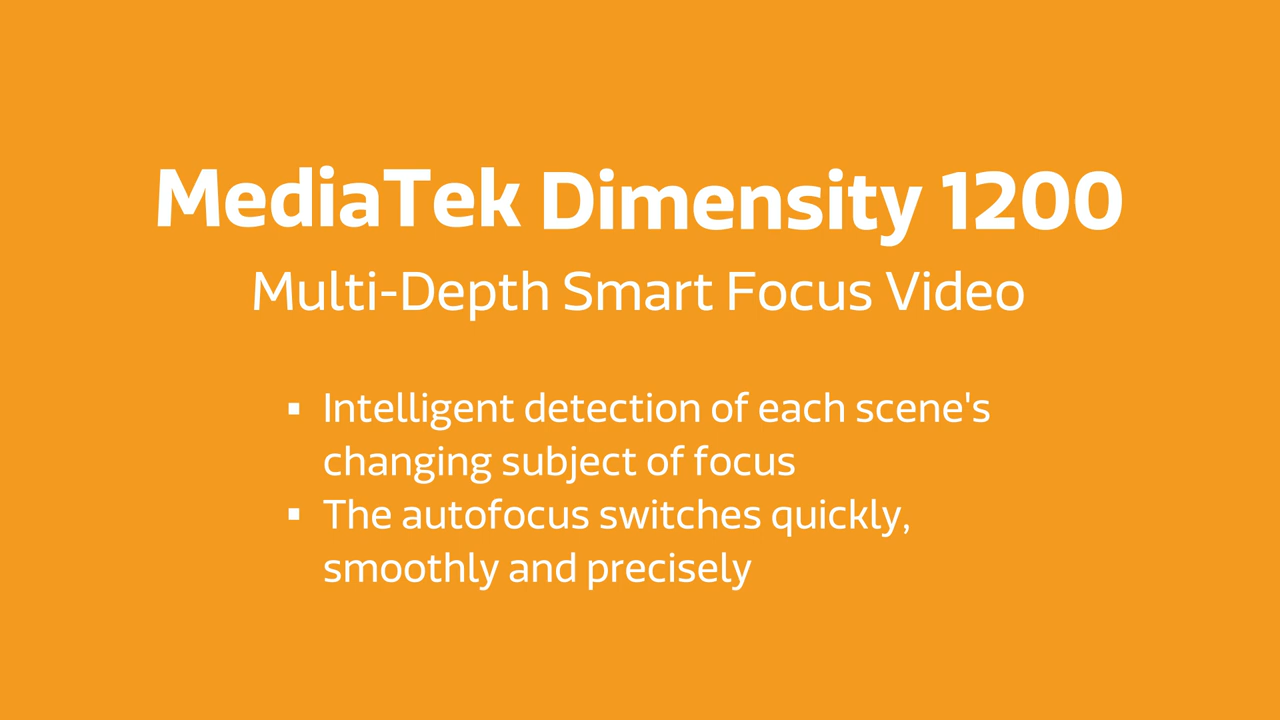 MediaTek Dimensity 1200
Multi-Depth Smart Focus Video
▪ Intelligent detection of each scene's
changing subject of focus
▪ The autofocus switches quickly,
smoothly and precisely